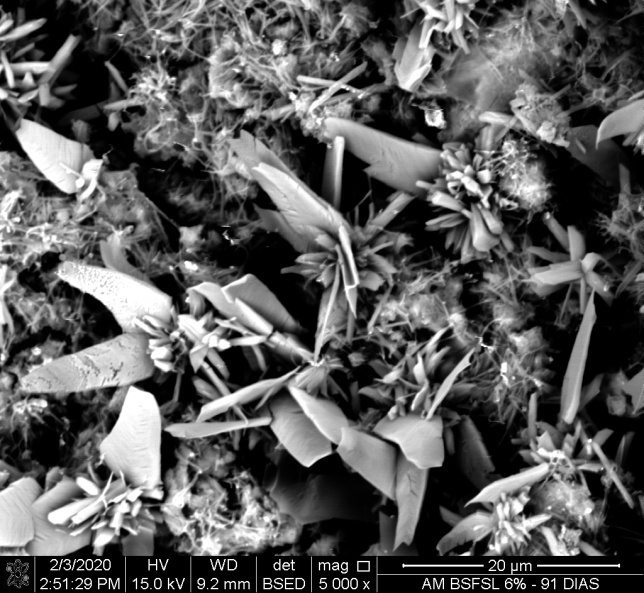 2/3/2020 HV WD det mag □ 20 µm
2:51:29 PM 15.0 kV 9.2 mm BSED 5 000 x AM BSFSL 6% - 91 DIAS